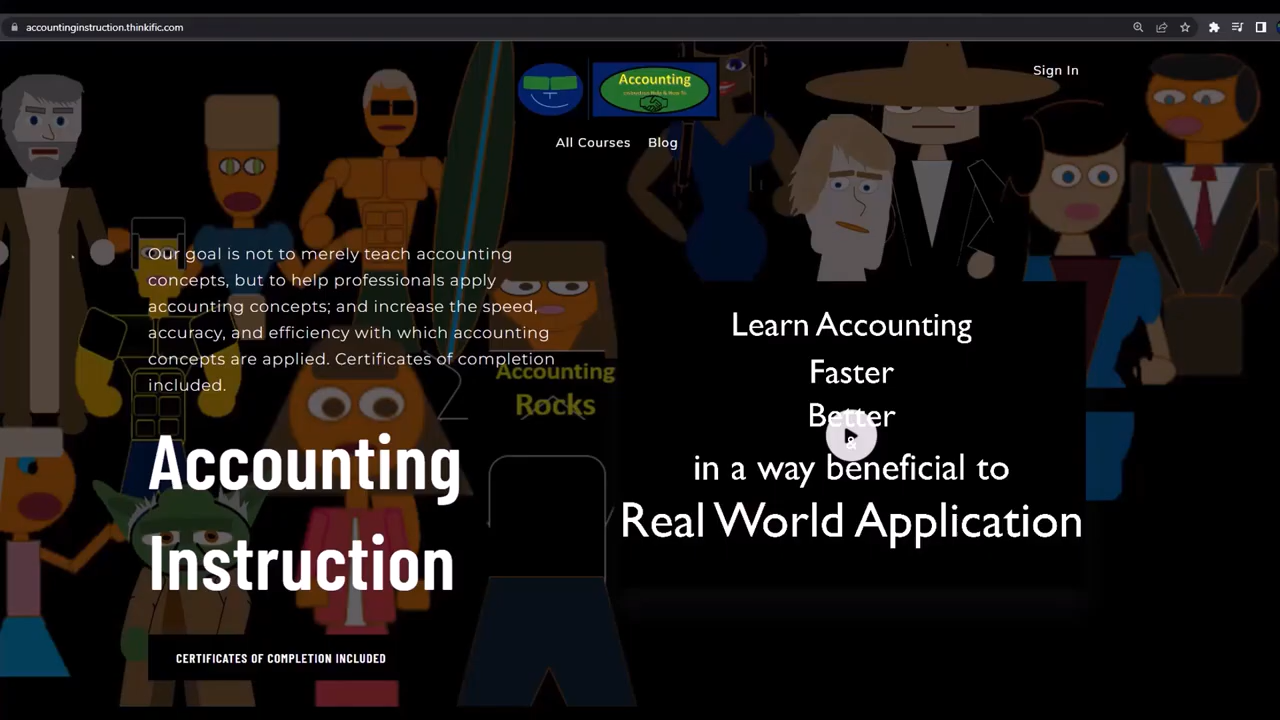 accountinginstruction.thinkific.com
Accounting
Sign In
All Courses
Blog
Our goal is not to merely teach accounting
concepts, but to help professionals apply
accounting concepts; and increase the speed,
accuracy, and efficiency with which accounting
concepts are applied. Certificates of completion
included.
Accounting
Rocks
Learn Accounting
Faster
Better
&
in a way beneficial to
Real World Application
Accounting
Instruction
CERTIFICATES OF COMPLETION INCLUDED